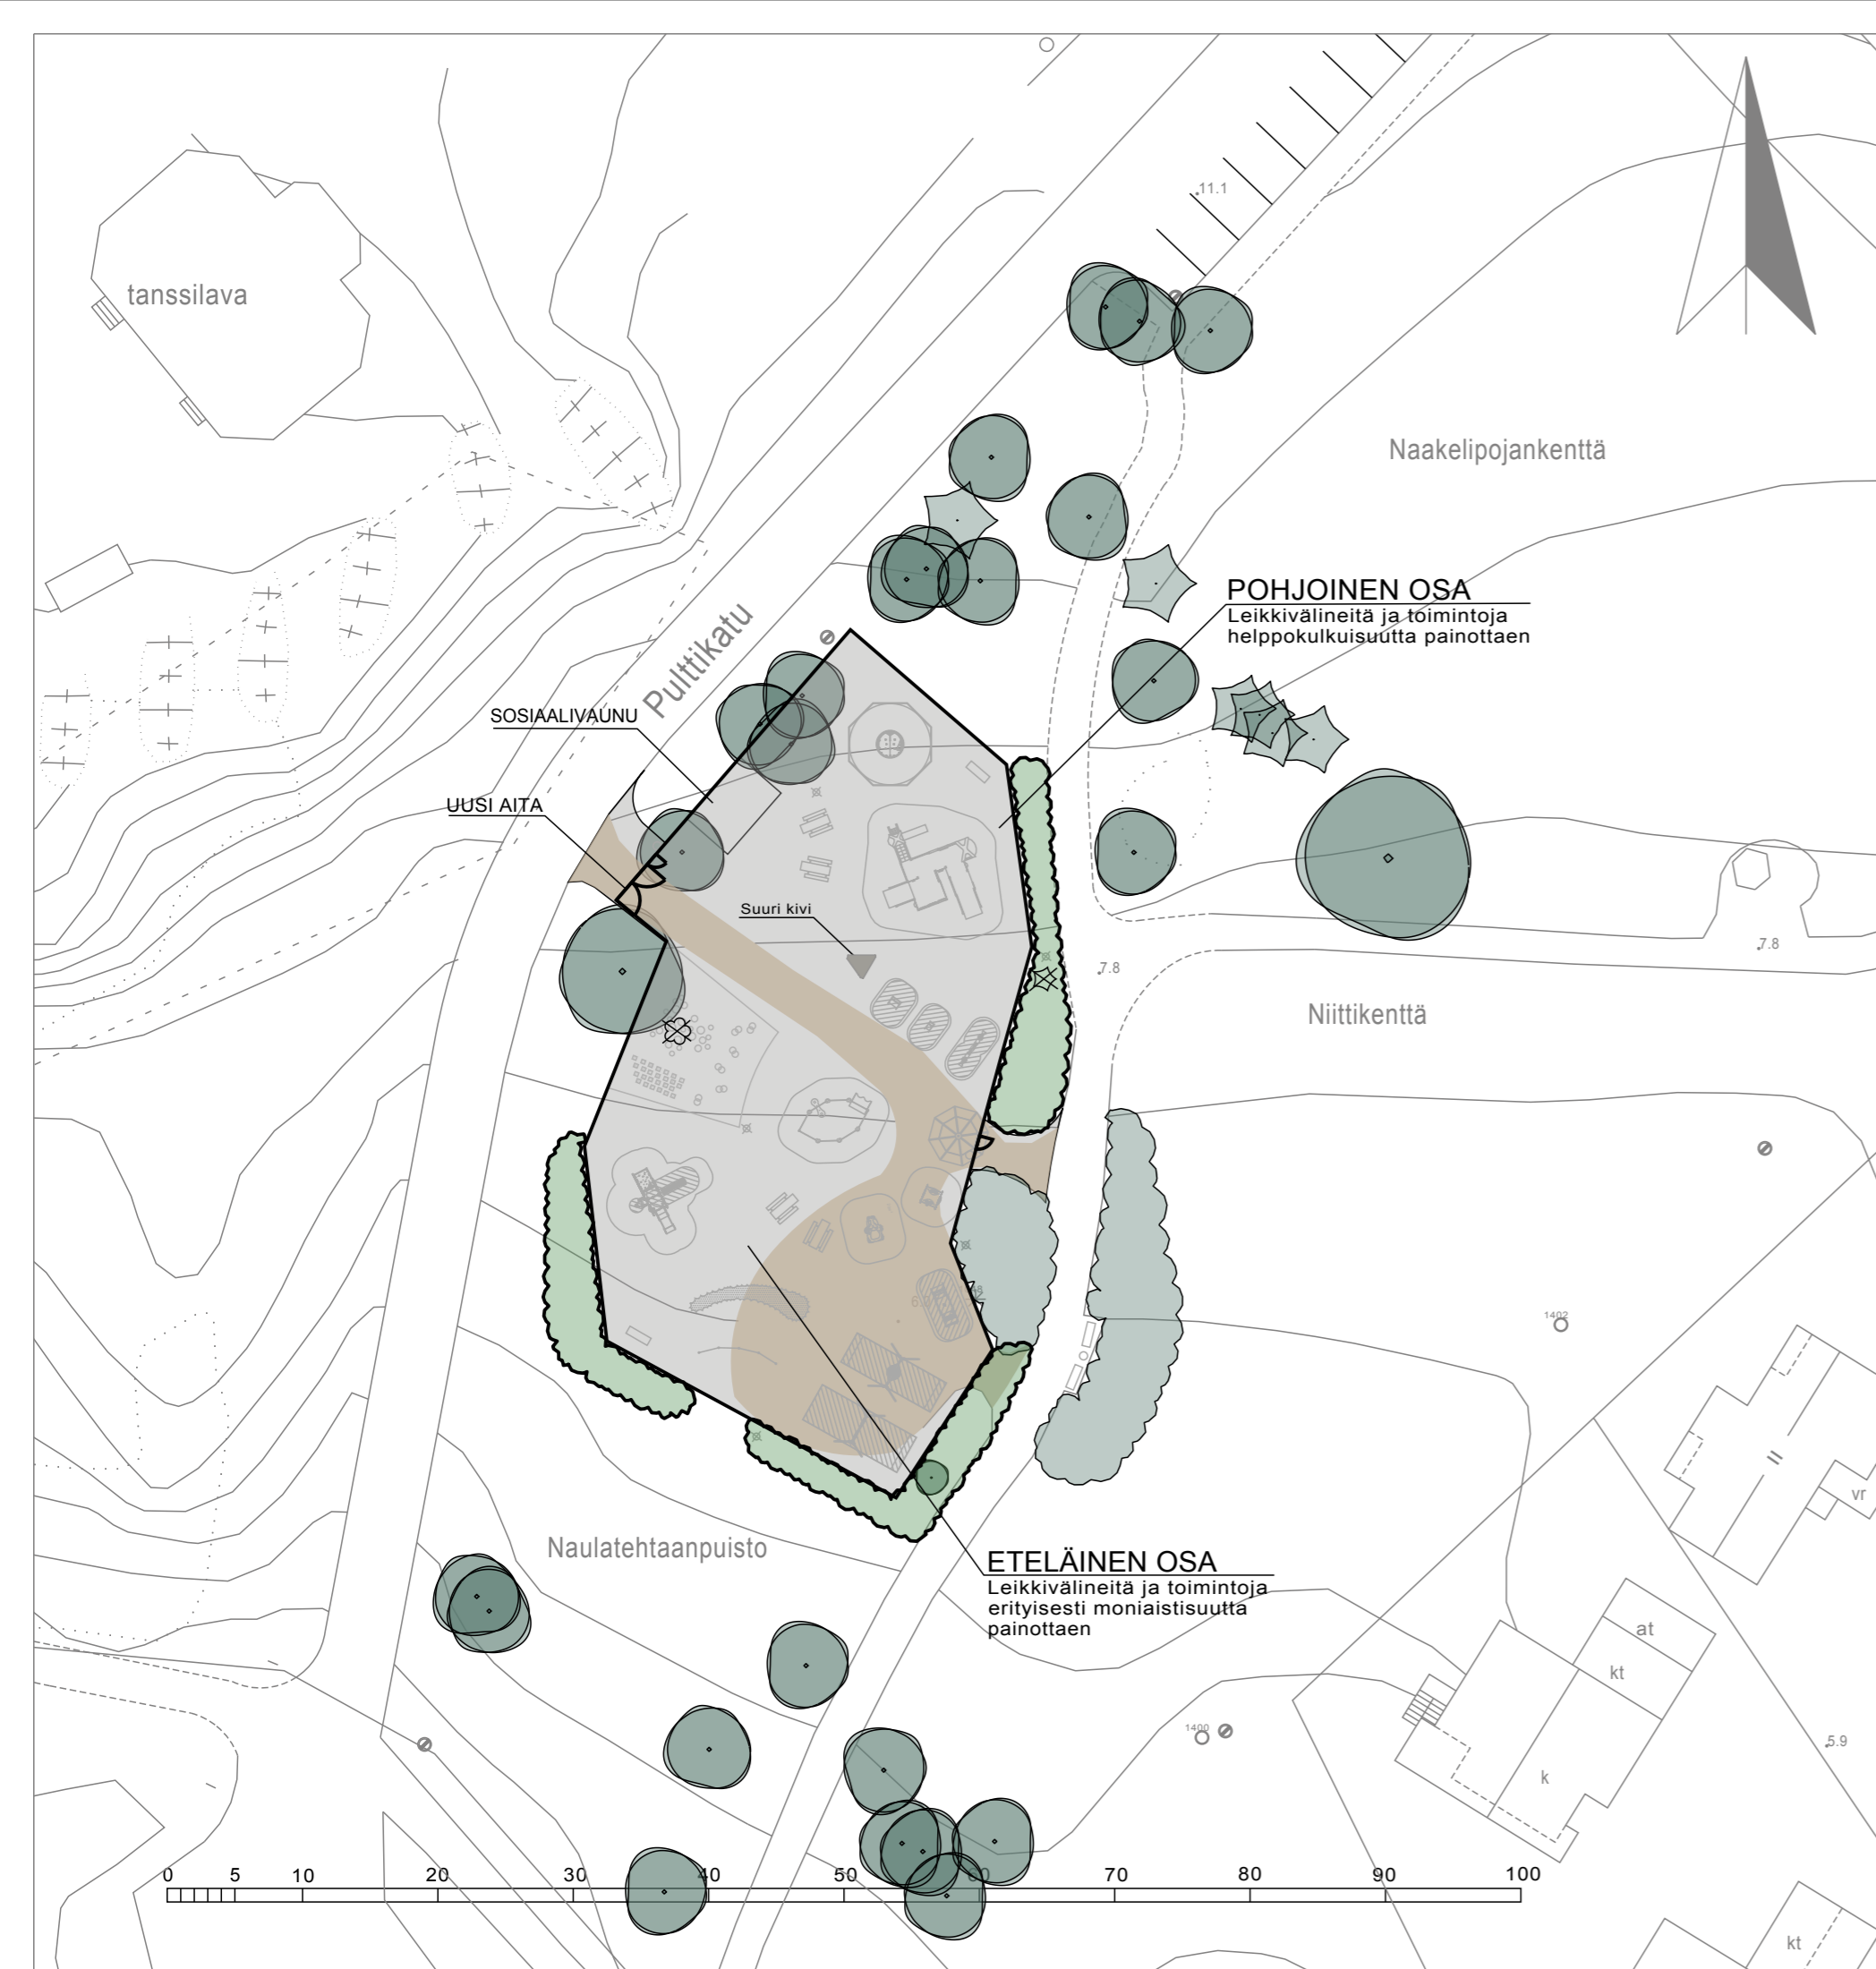 11.1
tanssilava
Naakelipojankenttä
POHJOINEN OSA
Leikkivälineitä ja toimintoja
helppokulkuisuutta painottaen
Pulttikatu
SOSIAALIVAUNU
UUSI AITA
Suuri kivi
7.8
7.8
Niittikenttä
1402
II
vr
Naulatehtaanpuisto
ETELÄINEN OSA
Leikkivälineitä ja toimintoja
erityisesti moniaistisuutta
painottaen
at
kt
1400
5.9
k
0 5 10 20 30 40 50 60 70 80 90 100
kt